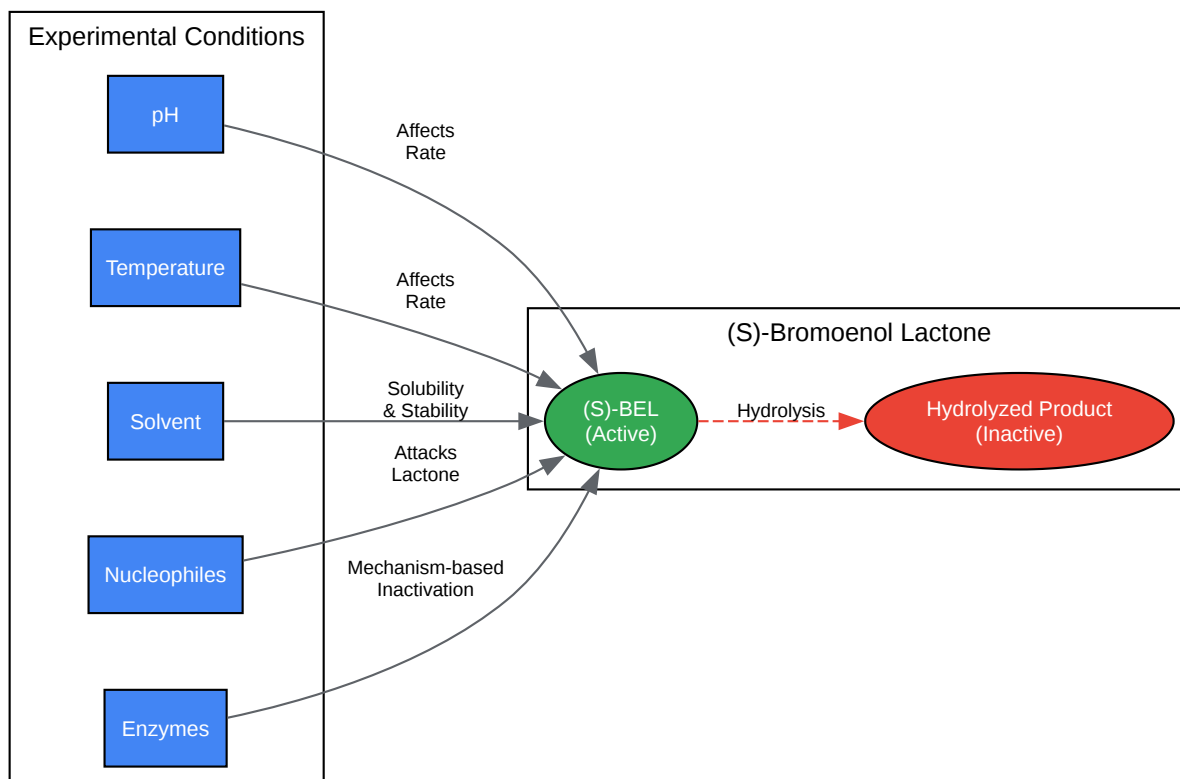 Experimental Conditions
pH
Affects
Rate
Temperature
Affects
Rate
(S)-Bromoenol Lactone
Solvent
Solubility
& Stability
(S)-BEL
(Active)
Hydrolysis
Hydrolyzed Product
(Inactive)
Attacks
Lactone
Nucleophiles
Mechanism-based
Inactivation
Enzymes